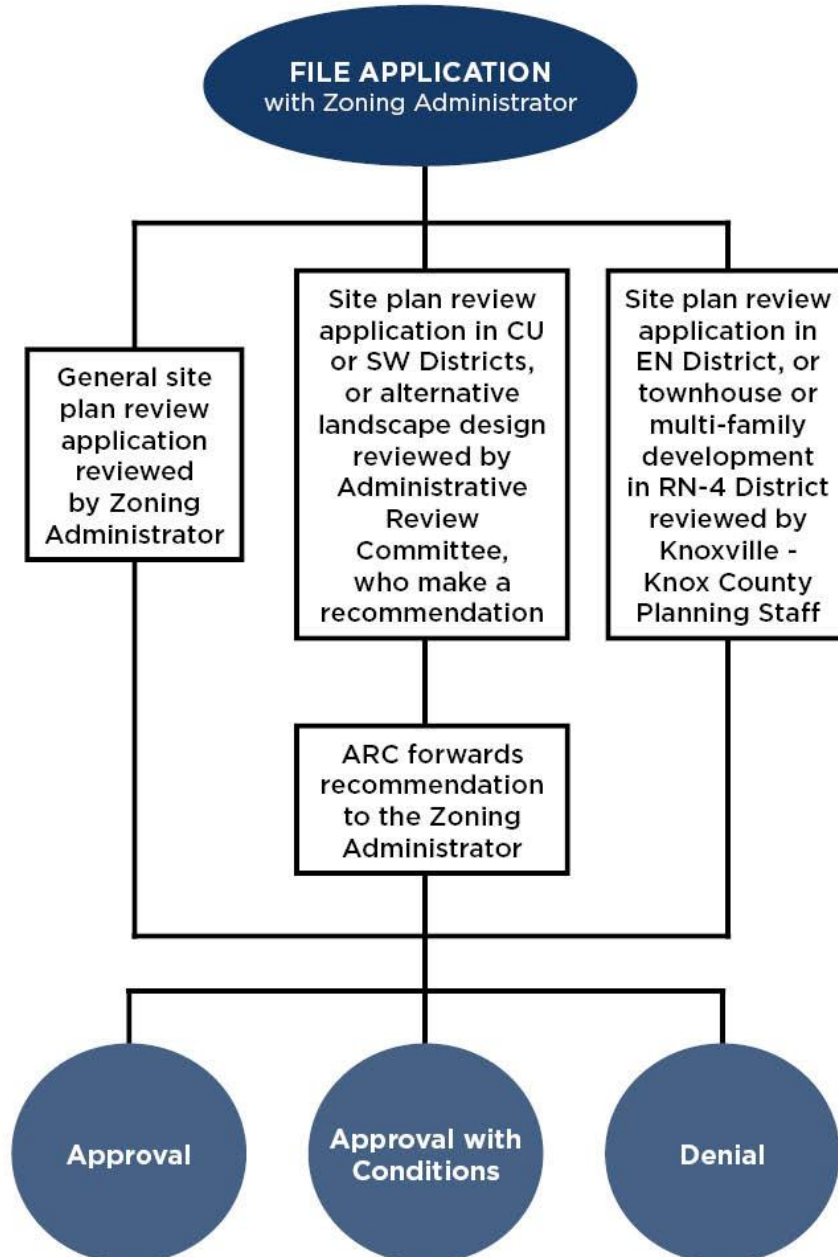 FILE APPLICATION
with Zoning Administrator
General site
plan review
application
reviewed
by Zoning
Administrator
Site plan review
application in CU
or SW Districts,
or alternative
landscape design
reviewed by
Administrative
Review
Committee,
who make a
recommendation
Site plan review
application in
EN District, or
townhouse or
multi-family
development
in RN-4 District
reviewed by
Knoxville -
Knox County
Planning Staff
ARC forwards
recommendation
to the Zoning
Administrator
Approval
Approval with
Conditions
Denial